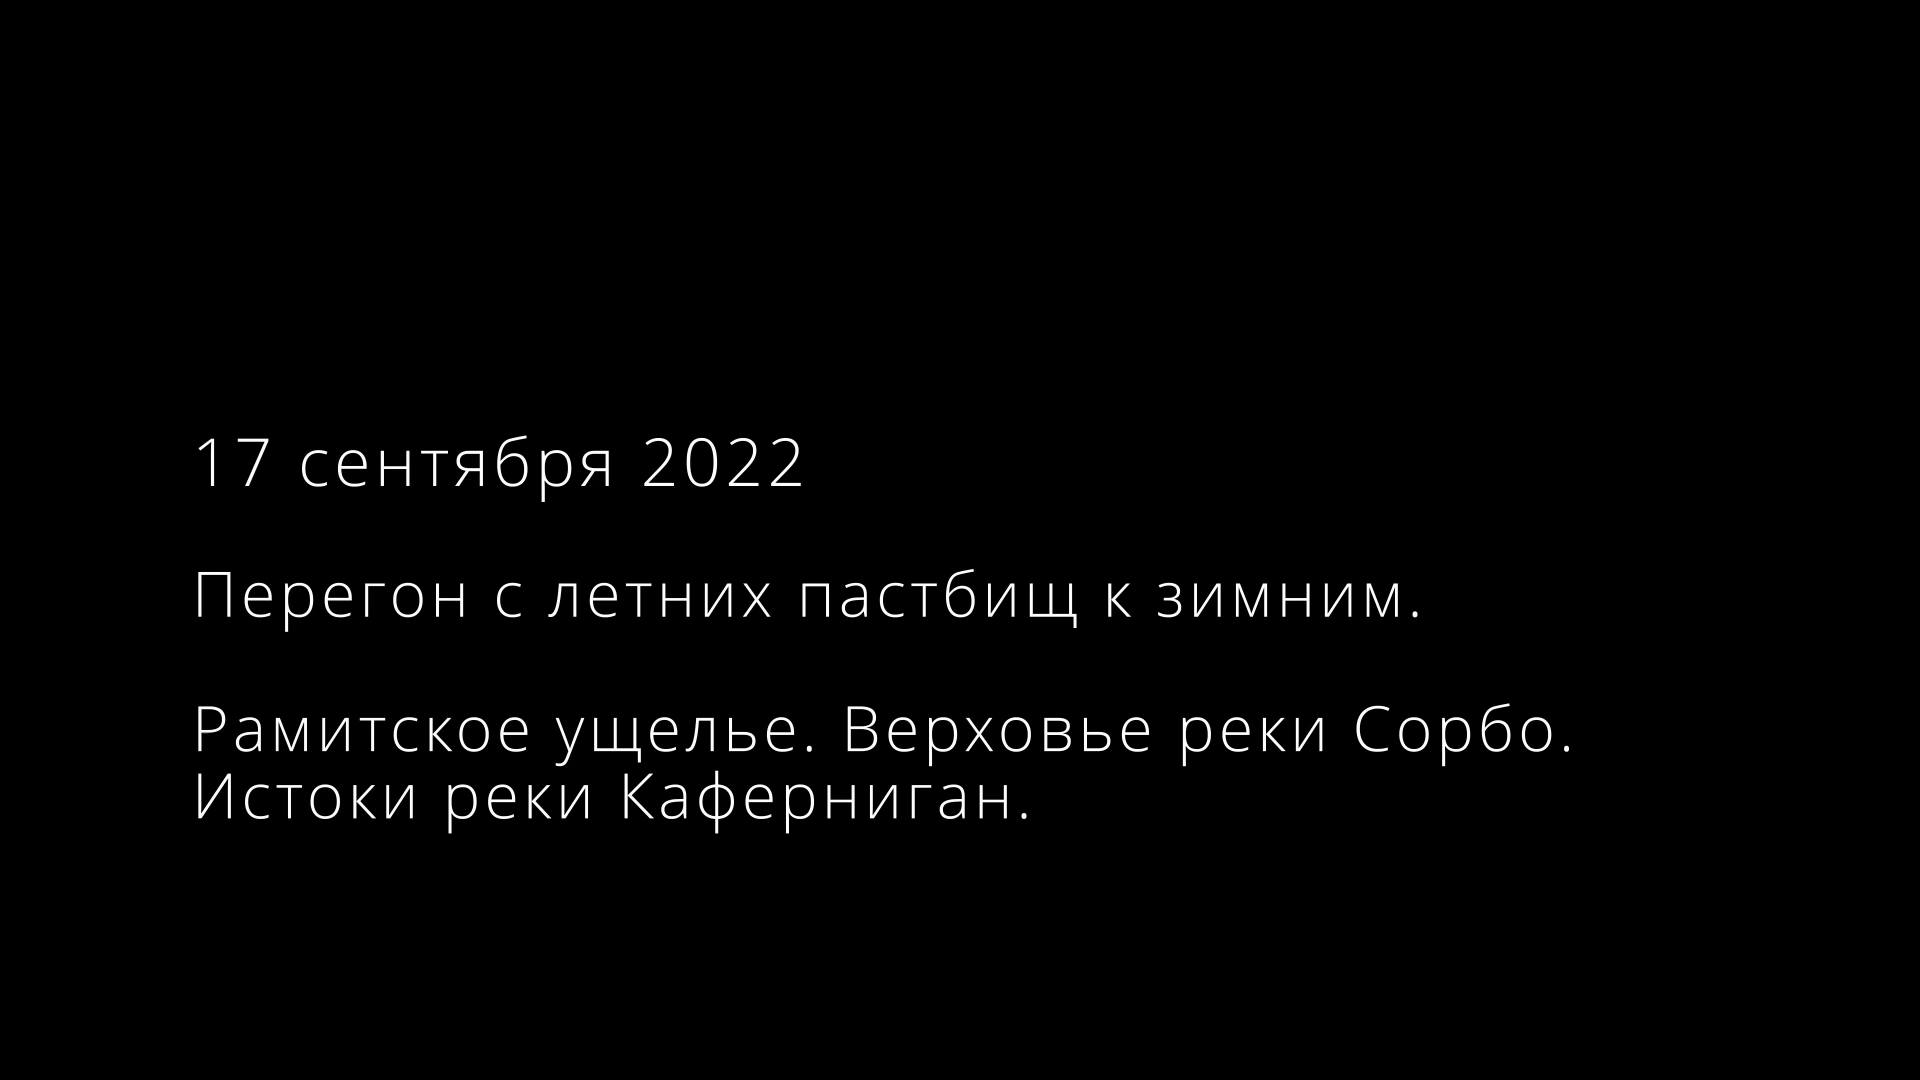 17 сентября 2022
Перегон с летних пастбищ к зимним.
Рамитское ущелье. Верховье реки Сорбо.
Истоки реки Каферниган.